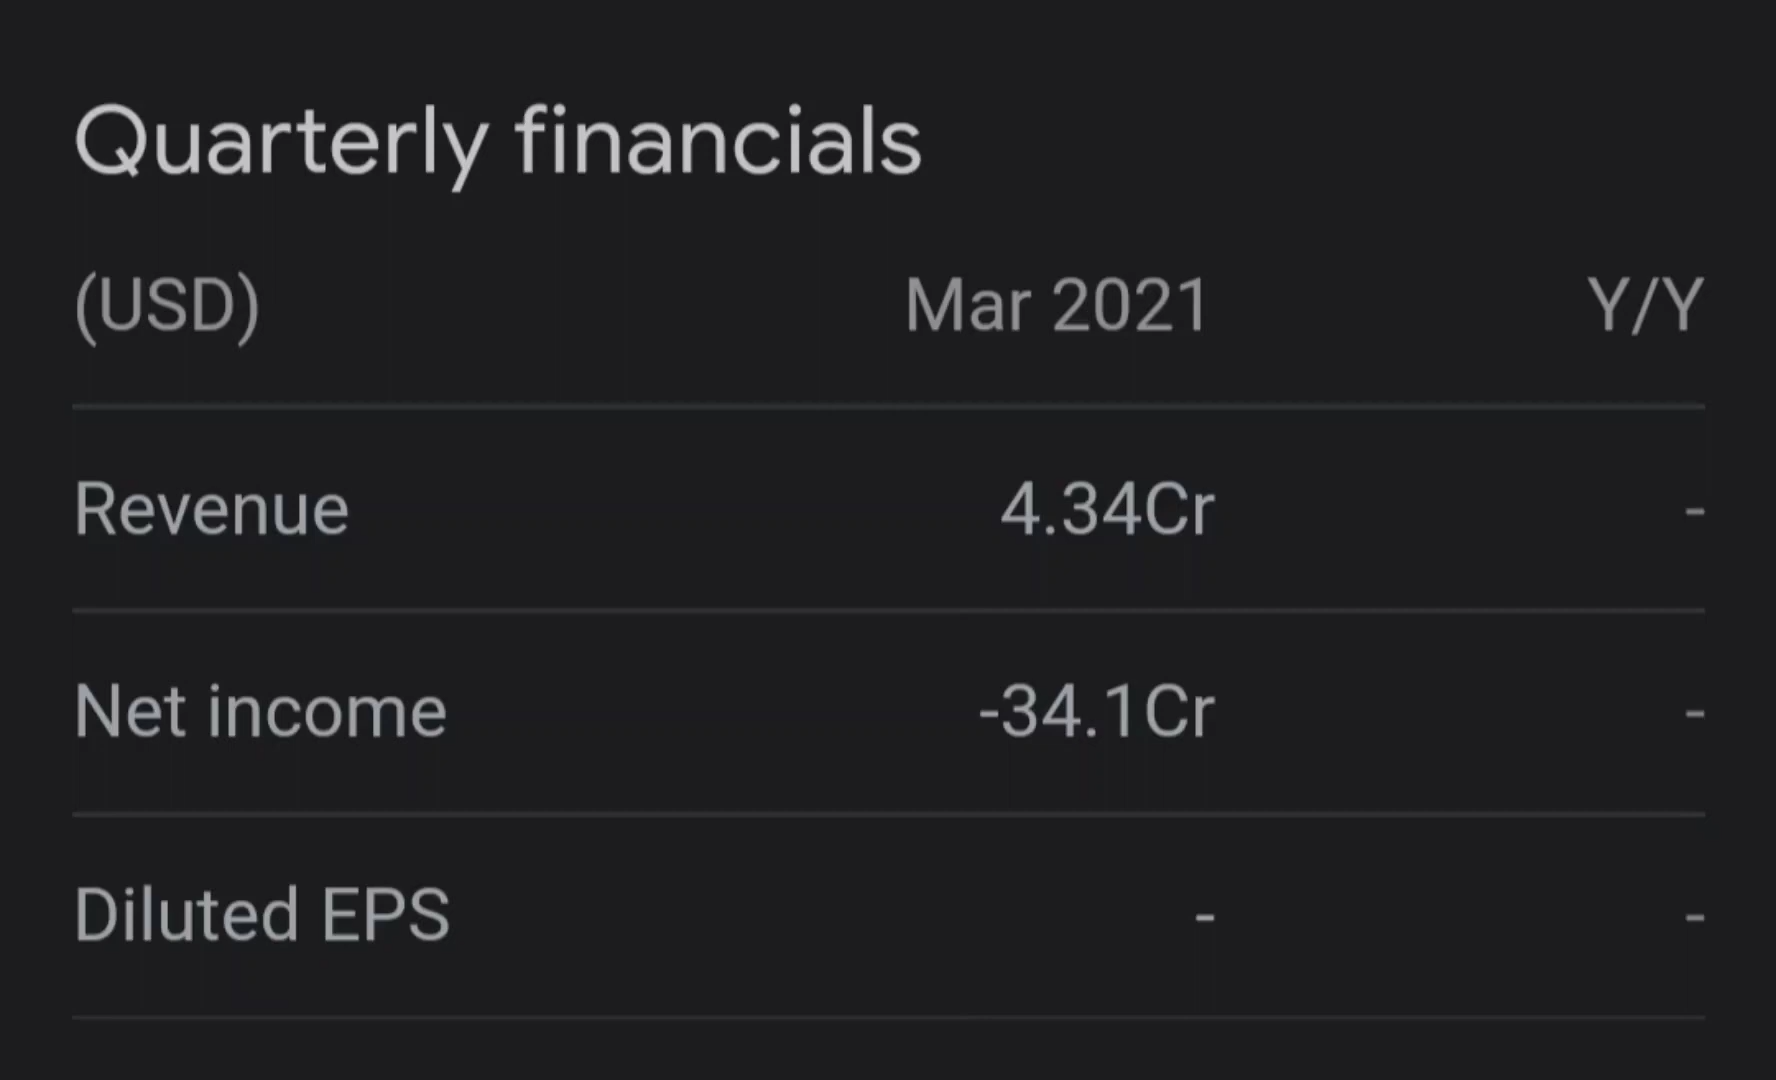 Quarterly financials
(USD) Mar 2021 Y/Y
Revenue 4.34Cr -
Net income -34.1Cr -
Diluted EPS - -